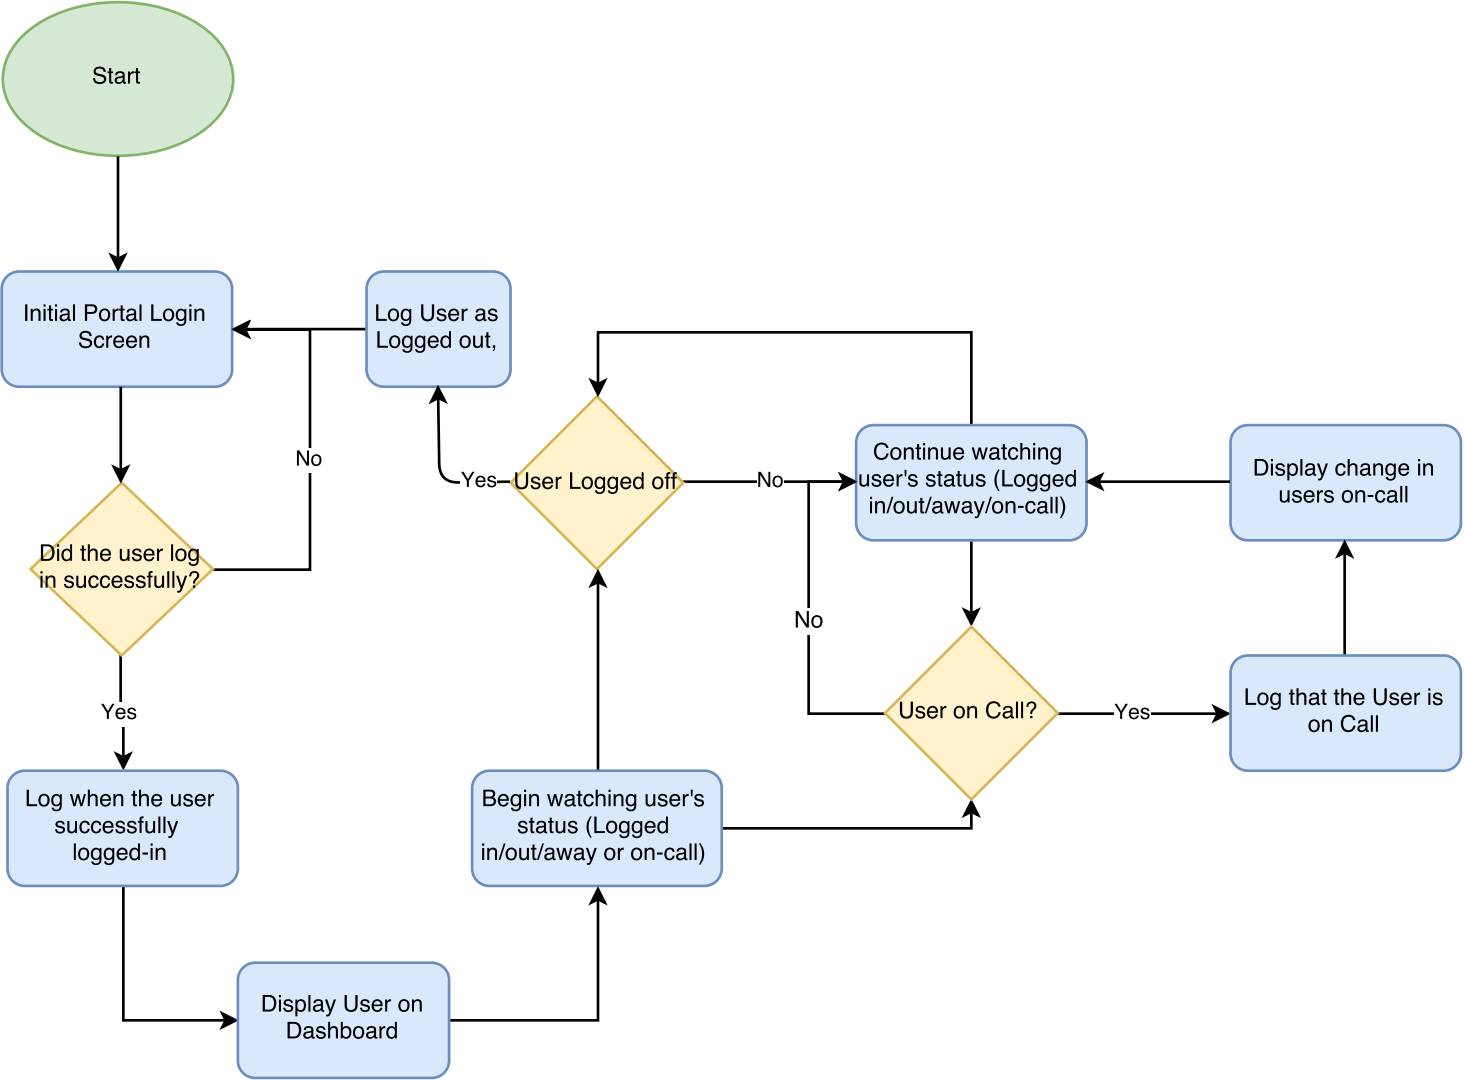 Start
Initial Portal Login
Screen
Log User as
Logged out,
No
Did the user log
in successfully?
Yes
Log when the user
successfully
logged-in
Display User on
Dashboard
Begin watching user's
status (Logged
in/out/away or on-call)
Yes
User Logged off
No
Continue watching
user's status (Logged
in/out/away/on-call)
No
User on Call?
Yes
Log that the User is
on Call
Display change in
users on-call